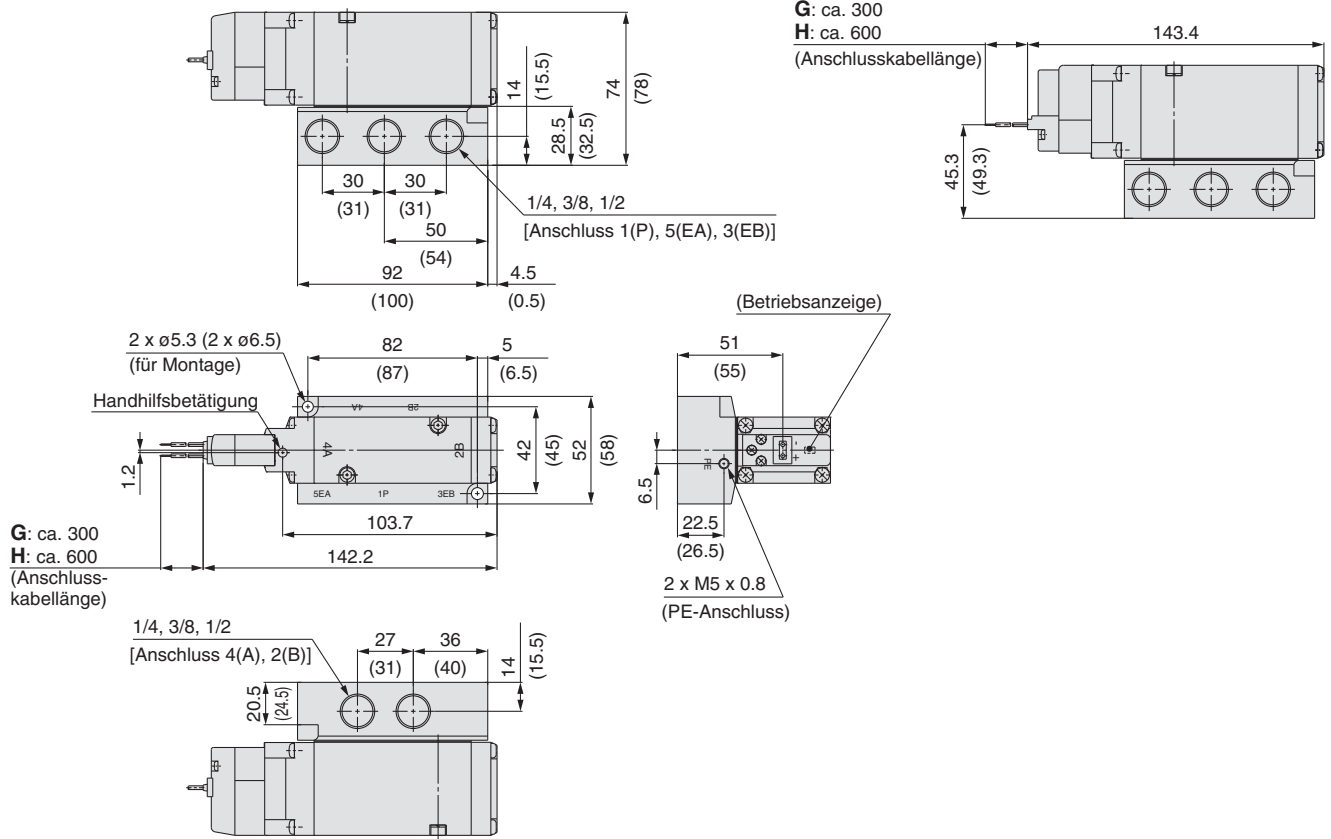 14
(15.5)
74
(78)
28.5
(32.5)
30
30
(31)
(31)
1/4, 3/8, 1/2
[Anschluss 1(P), 5(EA), 3(EB)]
50
(54)
92
4.5
(100)
(0.5)
G: ca. 300
H: ca. 600
(Anschlusskabellänge)
143.4
45.3
(49.3)
2 x ø5.3 (2 x ø6.5)
(für Montage)
82
5
(87)
(6.5)
Handhilfsbetätigung
4A
2B
4A
2B
42
(45)
52
(58)
1.2
5EA
1P
3EB
103.7
142.2
G: ca. 300
H: ca. 600
(Anschluss-
kabellänge)
(Betriebsanzeige)
51
(55)
PE
-
+
6.5
22.5
(26.5)
2 x M5 x 0.8
(PE-Anschluss)
1/4, 3/8, 1/2
[Anschluss 4(A), 2(B)]
27
36
(31)
(40)
14
(15.5)
20.5
(24.5)